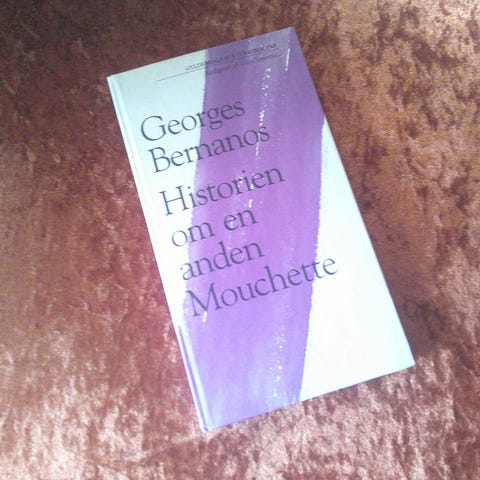 Georges
Bernanos
Historien
om en
anden
Mouchette